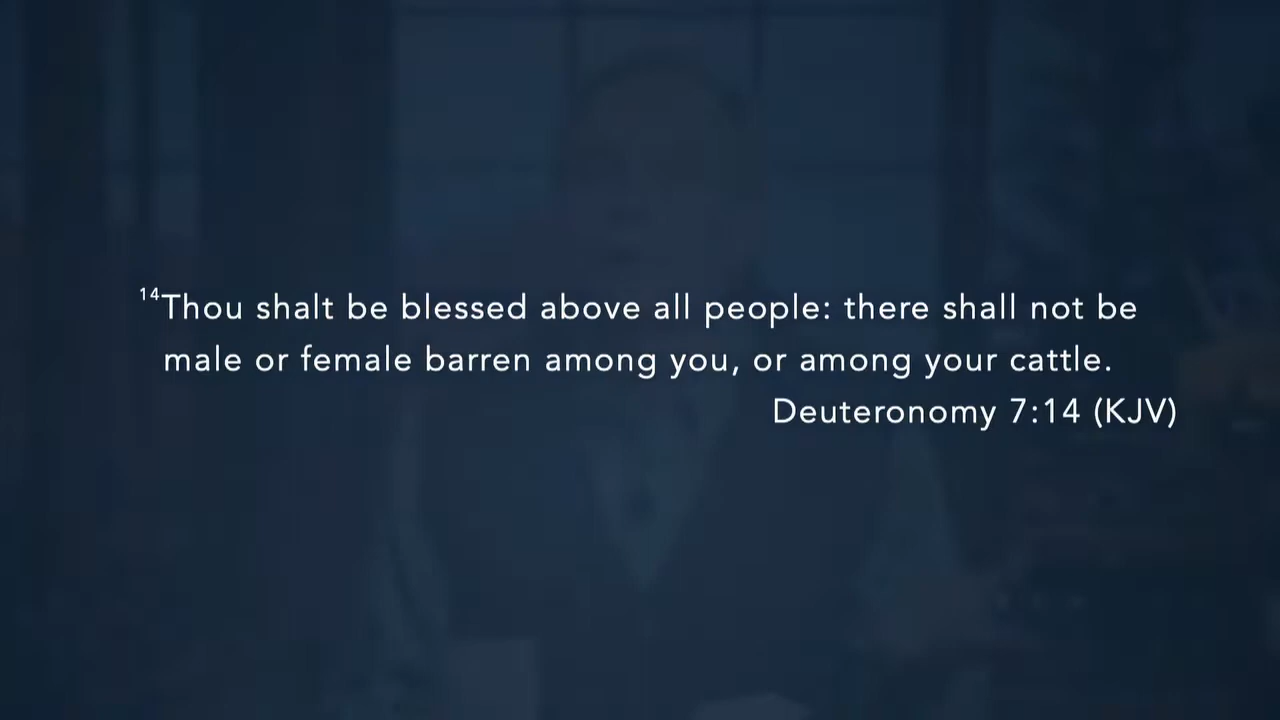 14Thou shalt be blessed above all people: there shall not be
male or female barren among you, or among your cattle.
Deuteronomy 7:14 (KJV)